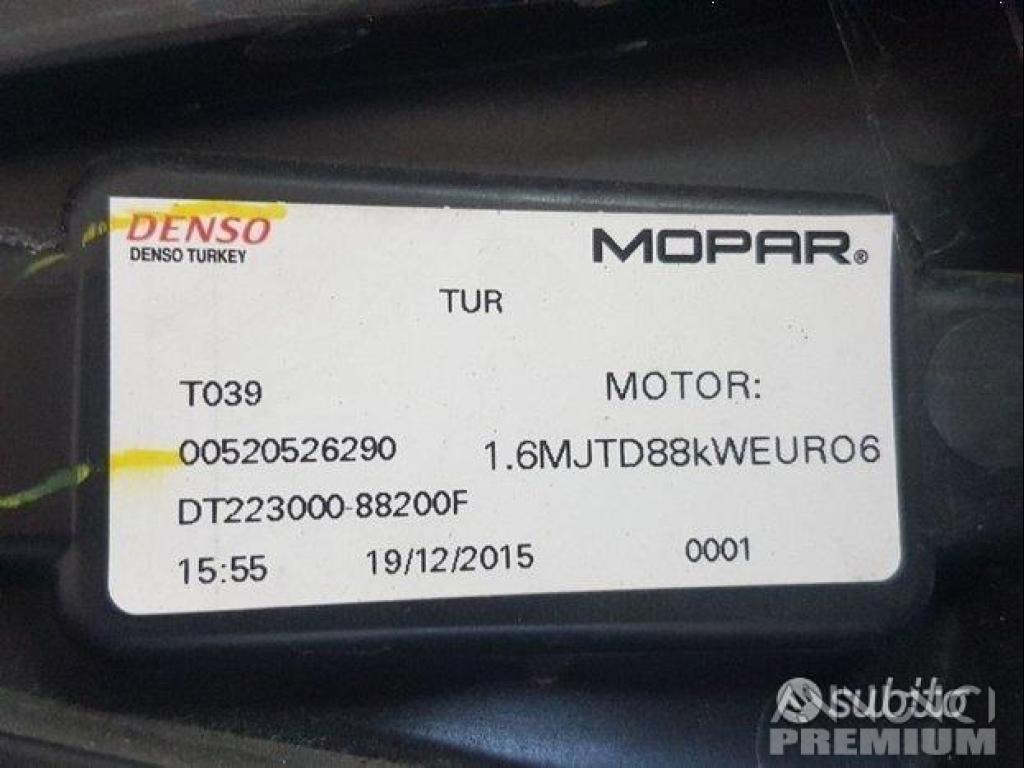 DENSO
DENSO TURKEY
MOPAR®
TUR
T039
MOTOR:
00520526290
1.6MJTD88kWEURO6
DT223000-88200F
15:55
19/12/2015
0001
subito
ANNUNCI
PREMIUM